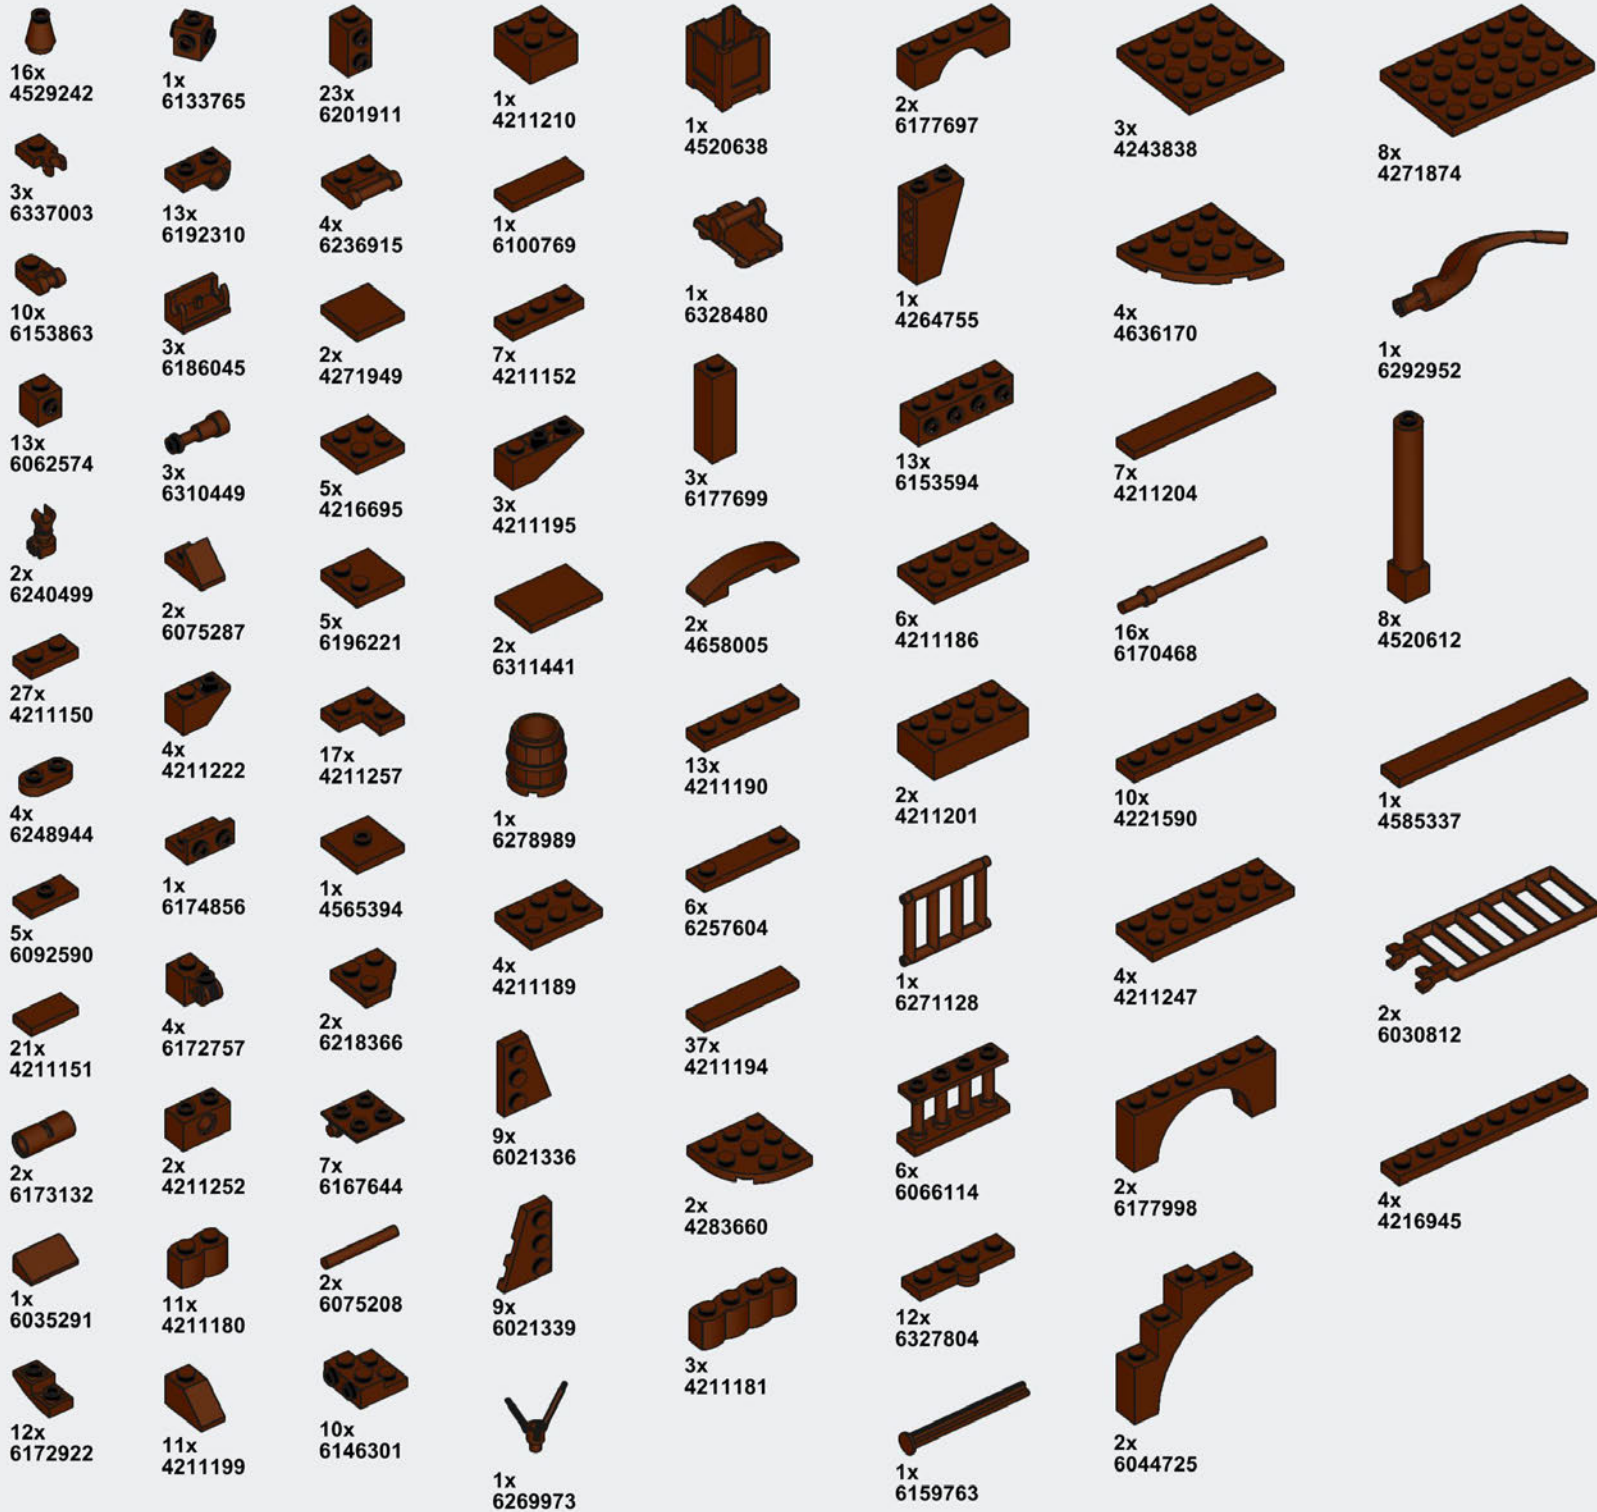 16x
4529242
3x
6337003
10x
6153863
13x
6062574
2x
6240499
27x
4211150
4x
6248944
5x
6092590
21x
4211151
2x
6173132
1x
6035291
12x
6172922
1x
6133765
13x
6192310
3x
6186045
3x
6310449
2x
6075287
4x
4211222
1x
6174856
4x
6172757
2x
4211252
11x
4211180
11x
4211199
23x
6201911
4x
6236915
2x
4271949
5x
4216695
5x
6196221
17x
4211257
1x
4565394
2x
6218366
7x
6167644
2x
6075208
10x
6146301
1x
4211210
1x
6100769
7x
4211152
3x
4211195
2x
6311441
1x
6278989
4x
4211189
9x
6021336
9x
6021339
1x
6269973
1x
4520638
1x
6328480
3x
6177699
2x
4658005
13x
4211190
6x
6257604
37x
4211194
2x
4283660
3x
4211181
2x
6177697
1x
4264755
13x
6153594
6x
4211186
2x
4211201
1x
6271128
6x
6066114
12x
6327804
1x
6159763
3x
4243838
4x
4636170
7x
4211204
16x
6170468
10x
4221590
4x
4211247
2x
6177998
2x
6044725
8x
4271874
1x
6292952
8x
4520612
1x
4585337
2x
6030812
4x
4216945